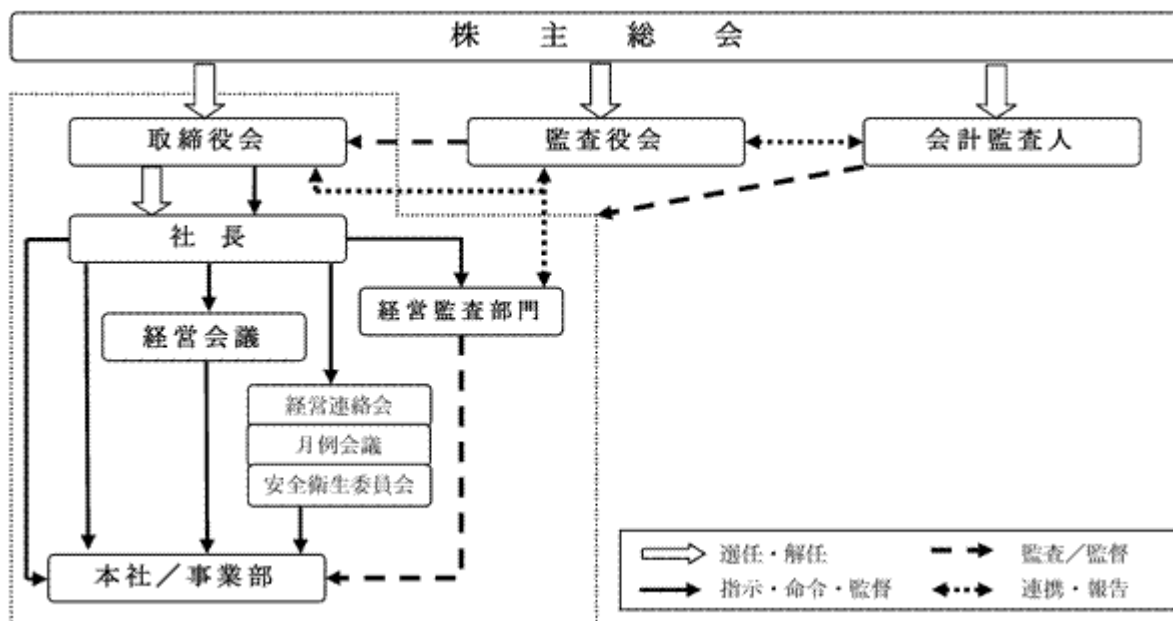 株主総会
取締役会
監査役会
会計監査人
社長
経営監査部門
経営会議
経営連絡会
月例会議
安全衛生委員会
本社／事業部
選任・解任
監査／監督
指示・命令・監督
連携・報告